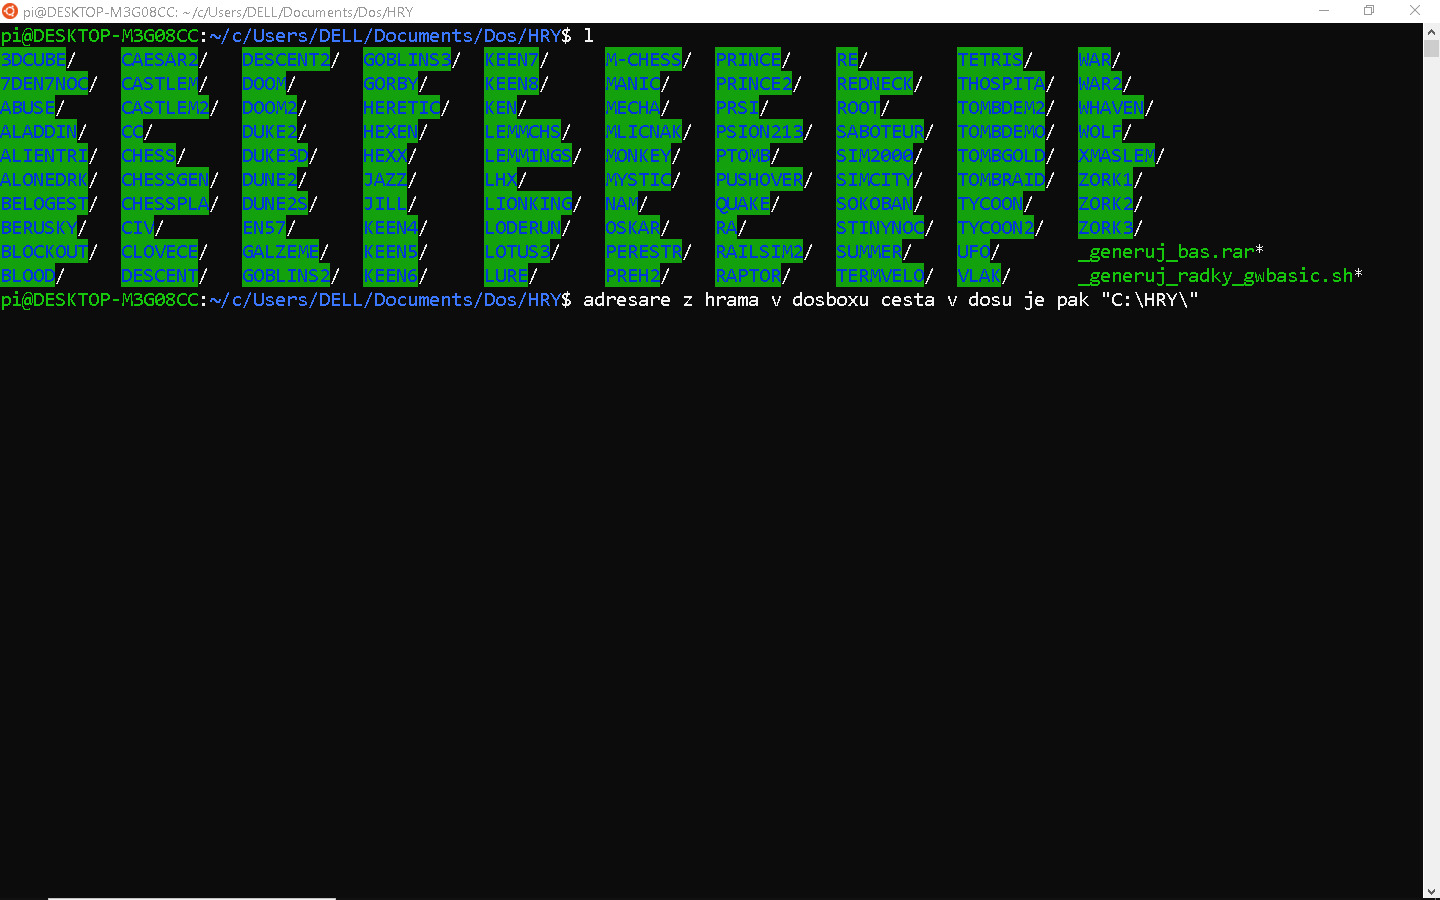 pi@DESKTOP-M3G08CC: ~/c/Users/DELL/Documents/Dos/HRY
pi@DESKTOP-M3G08CC:~/c/Users/DELL/Documents/Dos/HRY$ l
3DCUBE/ CAESAR2/ DESCENT2/ GOBLINS3/ KEEN7/ M-CHESS/ PRINCE/ RE/ TETRIS/ WAR/
7DEN7NOC/ CASTLEM/ DOOM/ GORBY/ KEEN8/ MANIC/ PRINCE2/ REDNECK/ THOSPITA/ WAR2/
ABUSE/ CASTLEM2/ DOOM2/ HERETIC/ KEN/ MECHA/ PRSI/ ROOT/ TOMBDEM2/ WHAVEN/
ALADDIN/ CC/ DUKE2/ HEXEN/ LEMMCHS/ MLICNAK/ PSION213/ SABOTEUR/ TOMBDEMO/ WOLF/
ALIENTRI/ CHESS/ DUKE3D/ HEXX/ LEMMINGS/ MONKEY/ PTOMB/ SIM2000/ TOMBGOLD/ XMASLEM/
ALONEDRK/ CHESSGEN/ DUNE2/ JAZZ/ LHX/ MYSTIC/ PUSHOVER/ SIMCITY/ TOMBRAID/ ZORK1/
BELOGEST/ CHESSPLA/ DUNE2S/ JILL/ LIONKING/ NAM/ QUAKE/ SOKOBAN/ TYCOON/ ZORK2/
BERUSKY/ CIV/ EN57/ KEEN4/ LODERUN/ OSKAR/ RA/ STINYNOC/ TYCOON2/ ZORK3/
BLOCKOUT/ CLOVECE/ GALZEME/ KEEN5/ LOTUS3/ PERESTR/ RAILSIM2/ SUMMER/ UFO/ _generuj_bas.rar*
BLOOD/ DESCENT/ GOBLINS2/ KEEN6/ LURE/ PREH2/ RAPTOR/ TERMVELO/ VLAK/ _generuj_radky_gwbasic.sh*
pi@DESKTOP-M3G08CC:~/c/Users/DELL/Documents/Dos/HRY$ adresare z hrama v dosboxu cesta v dosu je pak "C:\HRY\"